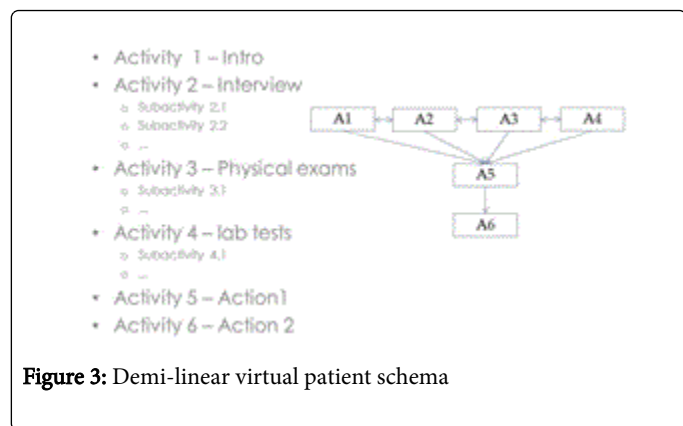 • Activity 1 – Intro
• Activity 2 – Interview
o Subactivity 2.1
o Subactivity 2.2
o ...
• Activity 3 – Physical exams
o Subactivity 3.1
o ...
• Activity 4 – lab tests
o Subactivity 4.1
o ...
• Activity 5 – Action1
• Activity 6 – Action 2
A1 A2 A3 A4
A5
A6
Figure 3: Demi-linear virtual patient schema